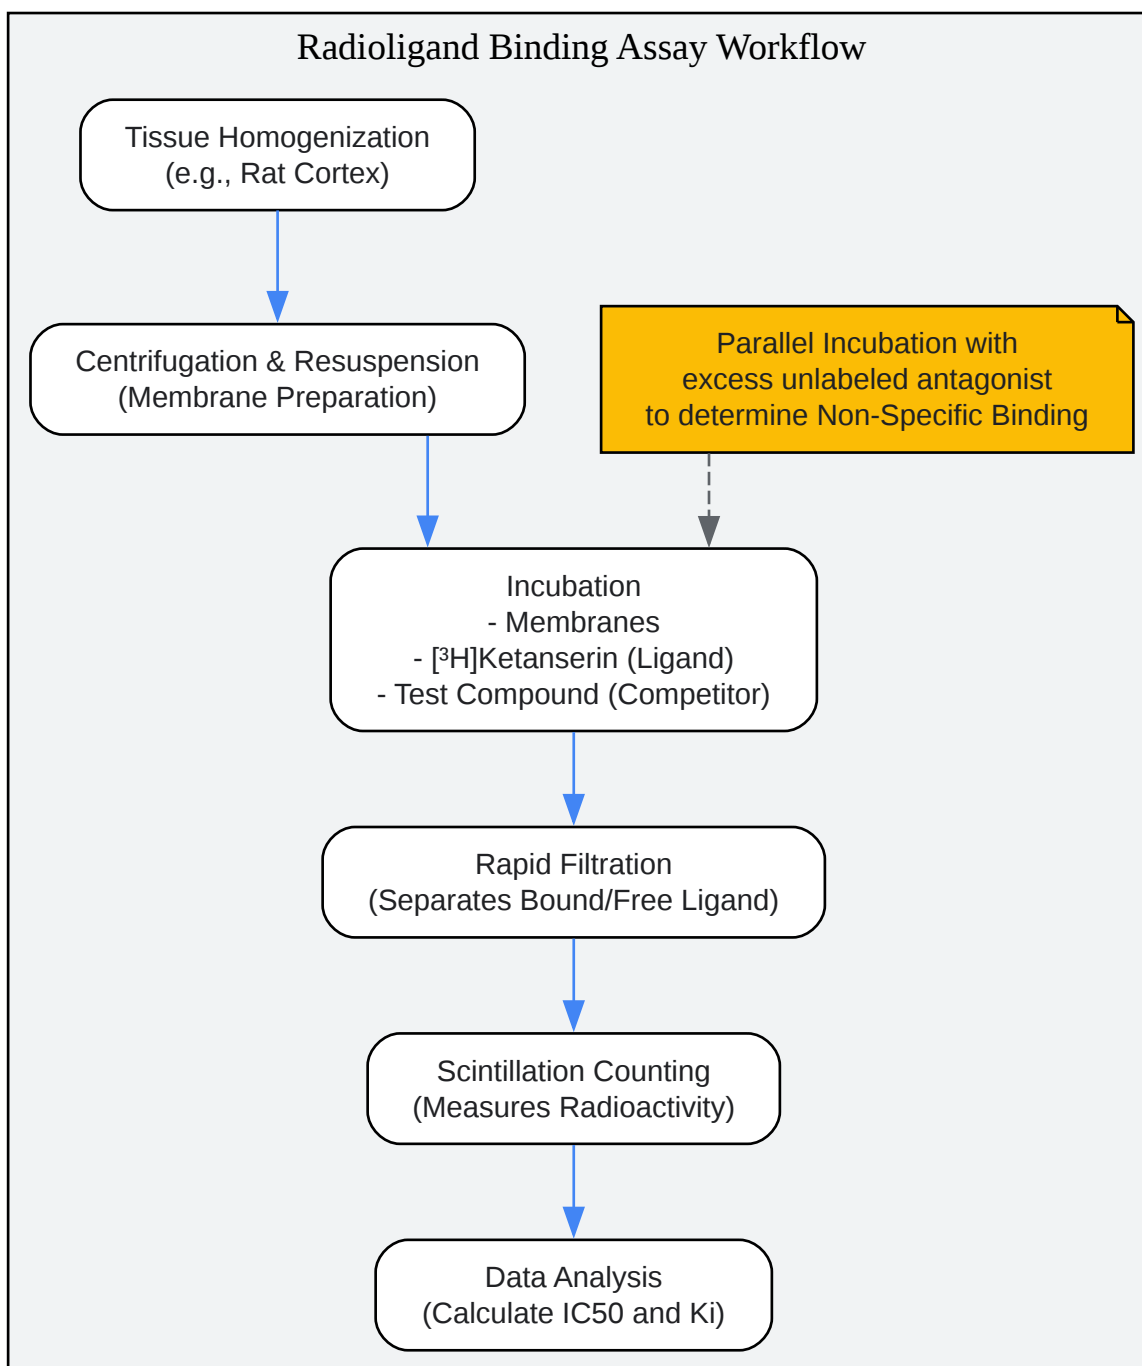 Radioligand Binding Assay Workflow
Tissue Homogenization
(e.g., Rat Cortex)
Centrifugation & Resuspension
(Membrane Preparation)
Parallel Incubation with
excess unlabeled antagonist
to determine Non-Specific Binding
Incubation
- Membranes
- [³H]Ketanserin (Ligand)
- Test Compound (Competitor)
Rapid Filtration
(Separates Bound/Free Ligand)
Scintillation Counting
(Measures Radioactivity)
Data Analysis
(Calculate IC50 and Ki)